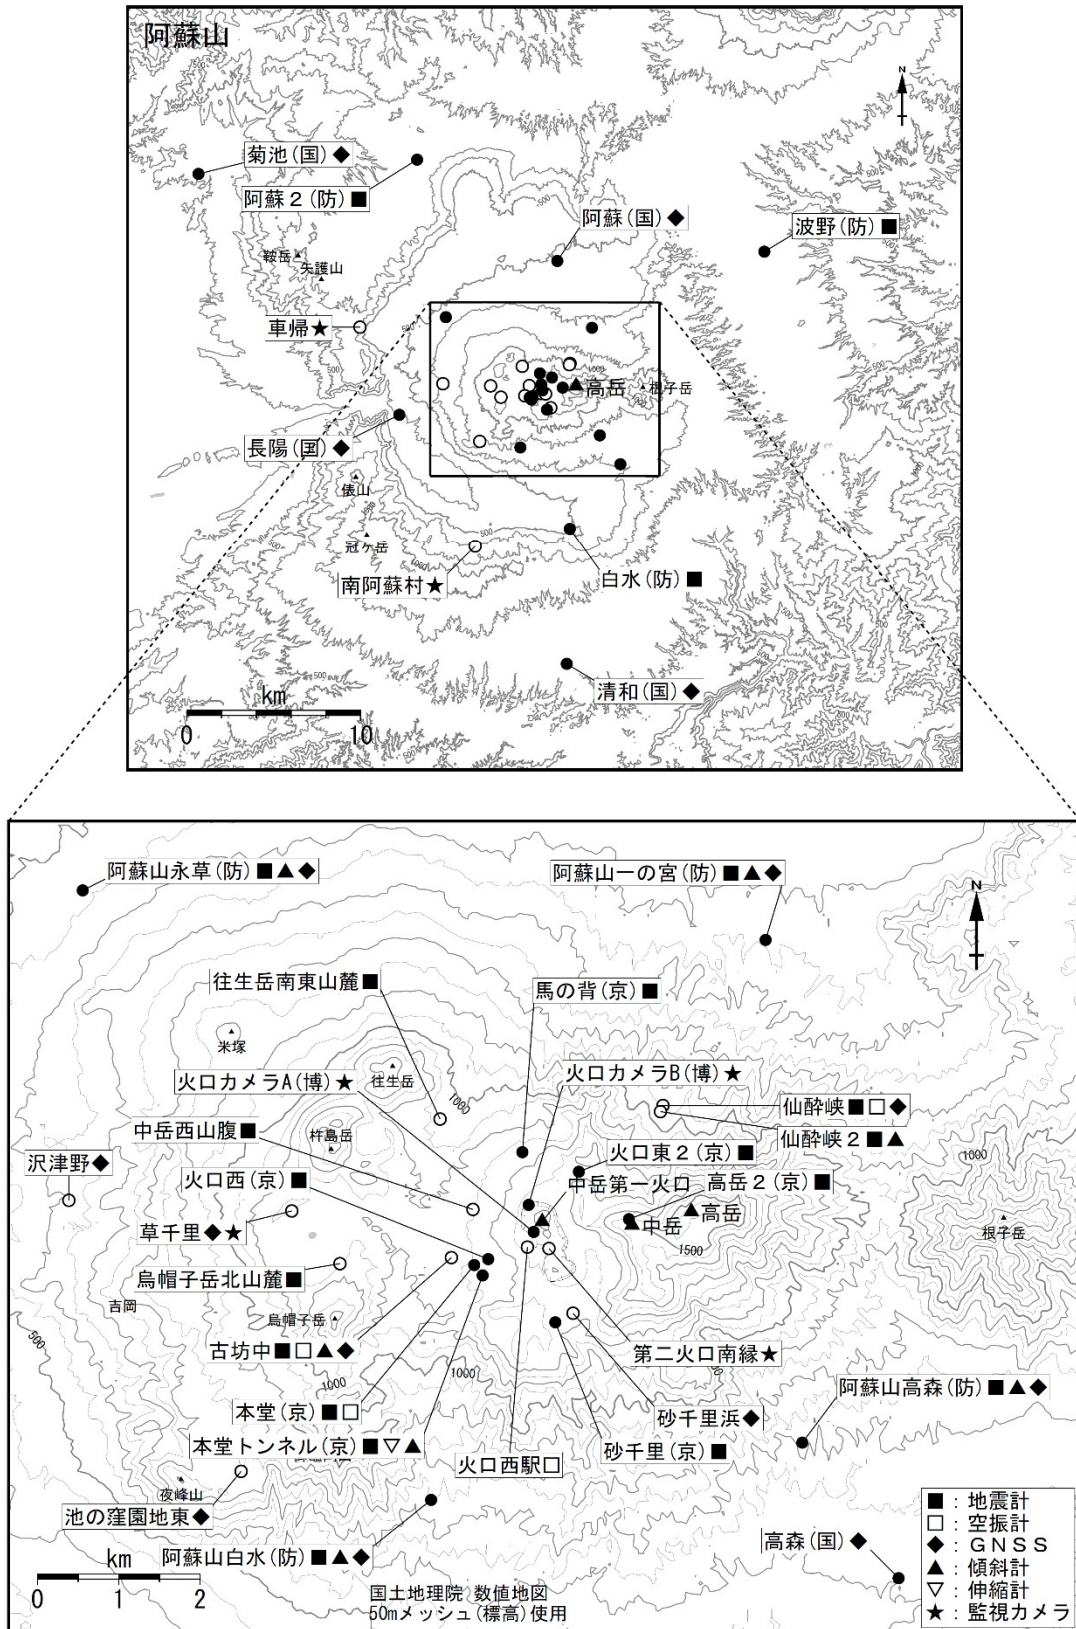 阿蘇山
N
菊池(国)◆
阿蘇2(防)■
阿蘇(国)◆
波野(防)■
鞍岳
矢護山
500
車帰★
500
500
1000
高岳
根子岳
長陽(国)◆
俵山
冠ケ岳
1000
500
1000
南阿蘇村★
白水(防)■
清和(国)◆
500
km
0 10
500
阿蘇山永草(防)■▲◆
阿蘇山一の宮(防)■▲◆
N
往生岳南東山麓■
馬の背(京)■
米塚
往生岳
火口カメラA(博)★
火口カメラB(博)★
1000
仙酔峡■□◆
中岳西山腹■
杵島岳
仙酔峡2■▲
沢津野◆
火口東2(京)■
1000
火口西(京)■
中岳第一火口
高岳2(京)■
草千里◆★
中岳
高岳
根子岳
1500
烏帽子岳北山麓■
吉岡
烏帽子岳
500
古坊中■□▲◆
第二火口南縁★
1000
1000
阿蘇山高森(防)■▲◆
本堂(京)■□
砂千里浜◆
本堂トンネル(京)■▽▲
砂千里(京)■
火口西駅□
夜峰山
池の窪園地東◆
阿蘇山白水(防)■▲◆
高森(国)◆
km
0 1 2
国土地理院 数値地図
50mメッシュ(標高)使用
■:地震計
□:空振計
◆:GNSS
▲:傾斜計
▽:伸縮計
★:監視カメラ